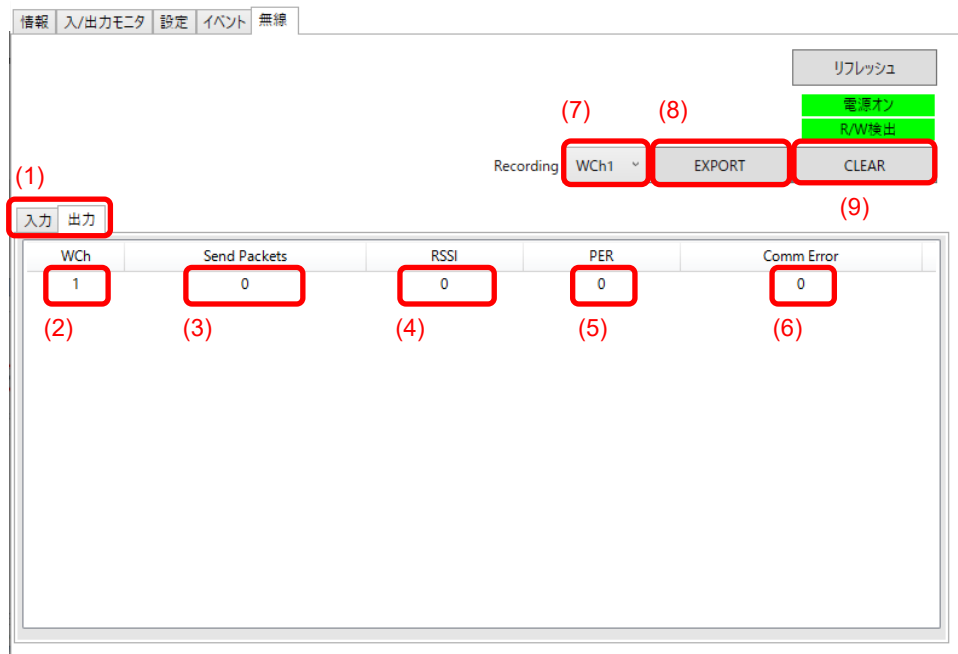 情報 入/出力モニタ 設定 イベント 無線
リフレッシュ
電源オン
R/W検出
(7) (8)
Recording WCh1 EXPORT CLEAR
(1)
(9)
入力 出力
WCh Send Packets RSSI PER Comm Error
1 0 0 0 0
(2) (3) (4) (5) (6)